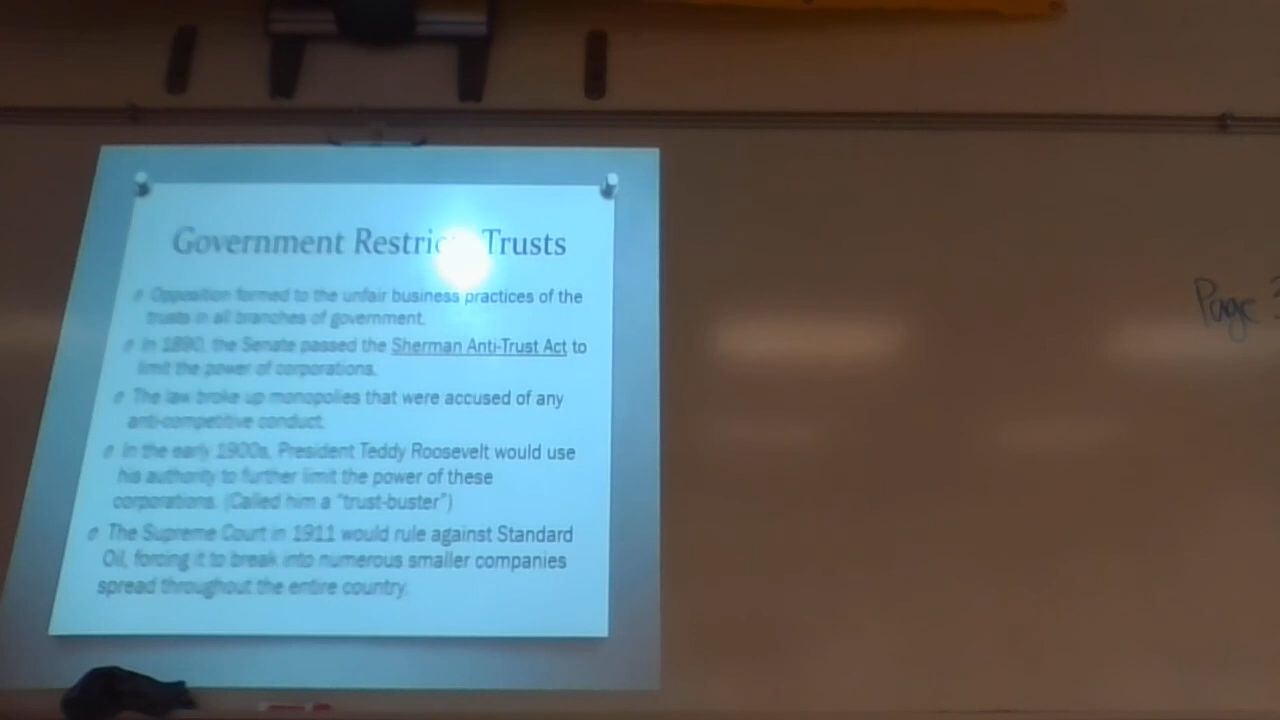 Government Restricts Trusts
Opposition formed to the unfair business practices of the
trusts in all branches of government.
In 1890, the Senate passed the Sherman Anti-Trust Act to
limit the power of corporations.
The law broke up monopolies that were accused of any
anti-competitive conduct.
In the early 1900s, President Teddy Roosevelt would use
his authority to further limit the power of these
corporations. (Called him a “trust-buster”)
The Supreme Court in 1911 would rule against Standard
Oil, forcing it to break into numerous smaller companies
spread throughout the entire country.
Page